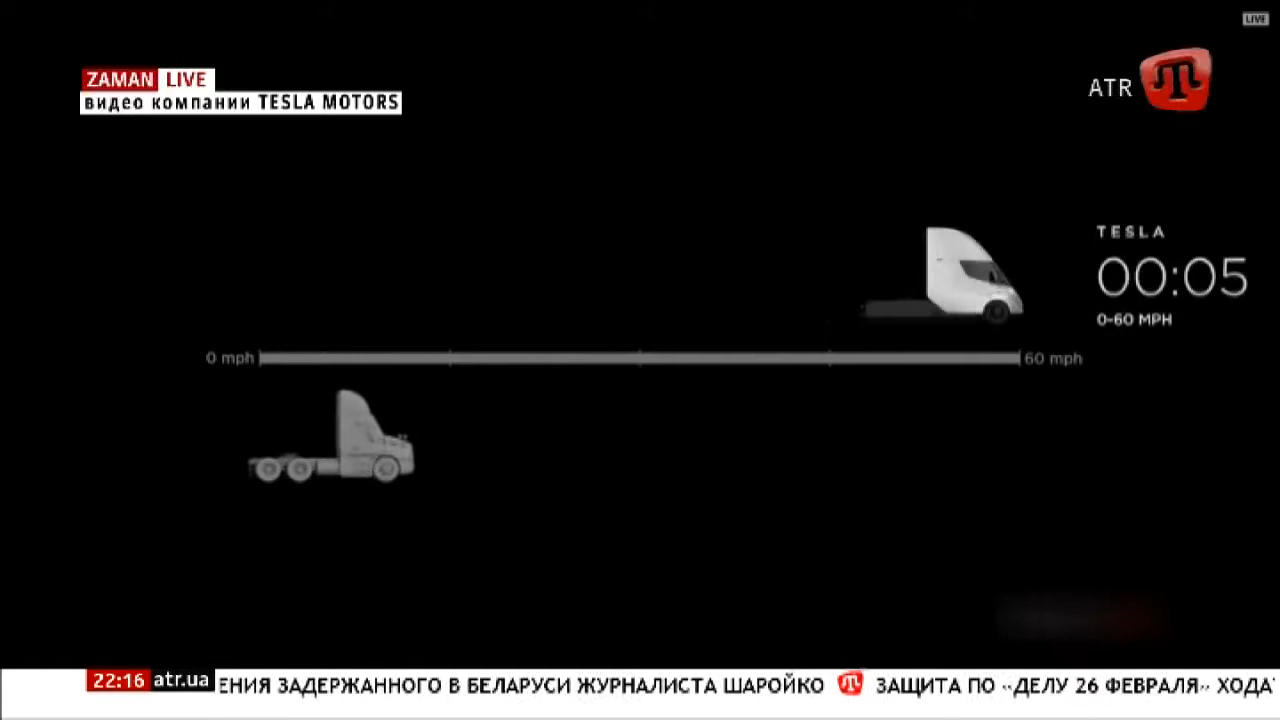 LIVE
ZAMAN LIVE
видео компании TESLA MOTORS
ATR
TESLA
00:05
0-60 MPH
0 mph
60 mph
22:16 atr.ua ЕНИЯ ЗАДЕРЖАННОГО В БЕЛАРУСИ ЖУРНАЛИСТА ШАРОЙКО ЗАЩИТА ПО «ДЕЛУ 26 ФЕВРАЛЯ» ХОДА